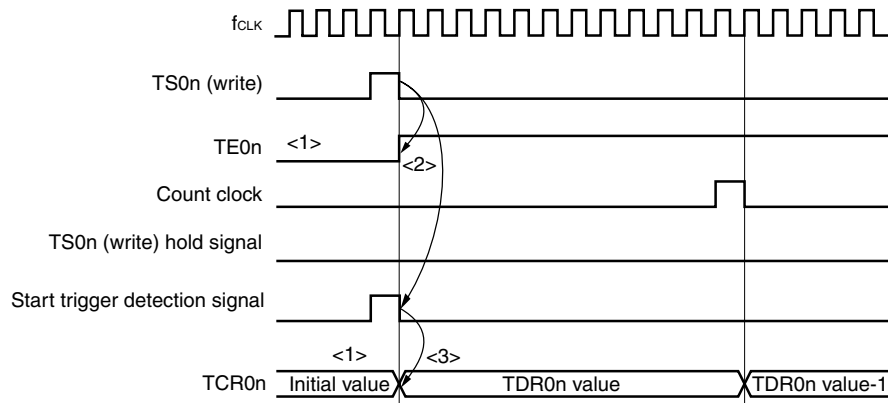 fCLK
TS0n (write)
<1>
TE0n
<2>
Count clock
TS0n (write) hold signal
Start trigger detection signal
<1> <3>
TCR0n Initial value TDR0n value TDR0n value-1